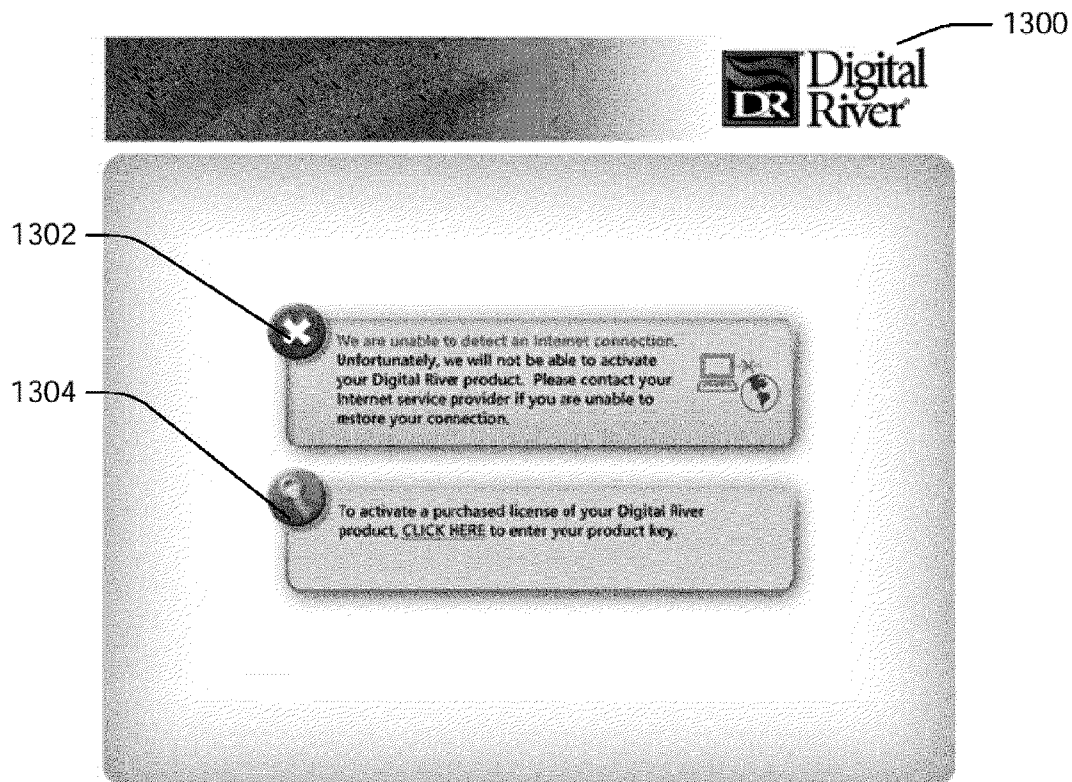 1300
Digital
River®
DR
1302
We are unable to detect an Internet connection.
Unfortunately, we will not be able to activate
your Digital River product. Please contact your
Internet service provider if you are unable to
restore your connection.
1304
To activate a purchased license of your Digital River
product, CLICK HERE to enter your product key.